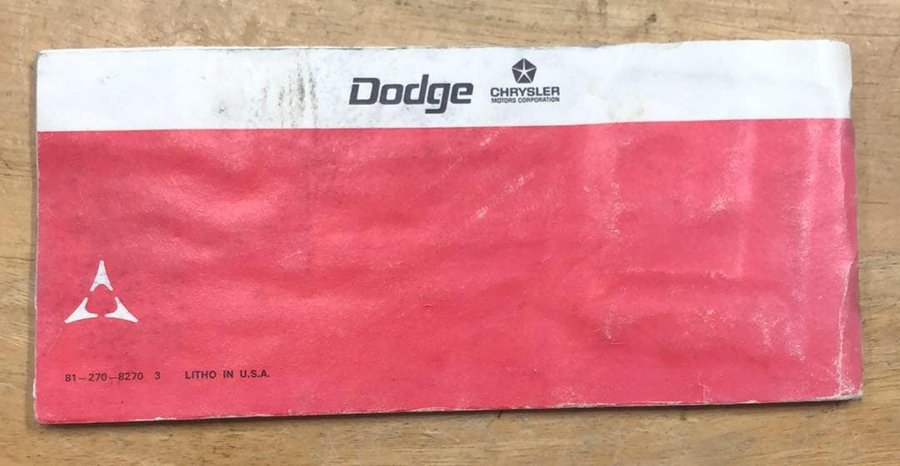 Dodge
CHRYSLER
MOTORS CORPORATION
81-270-8270 3 LITHO IN U.S.A.